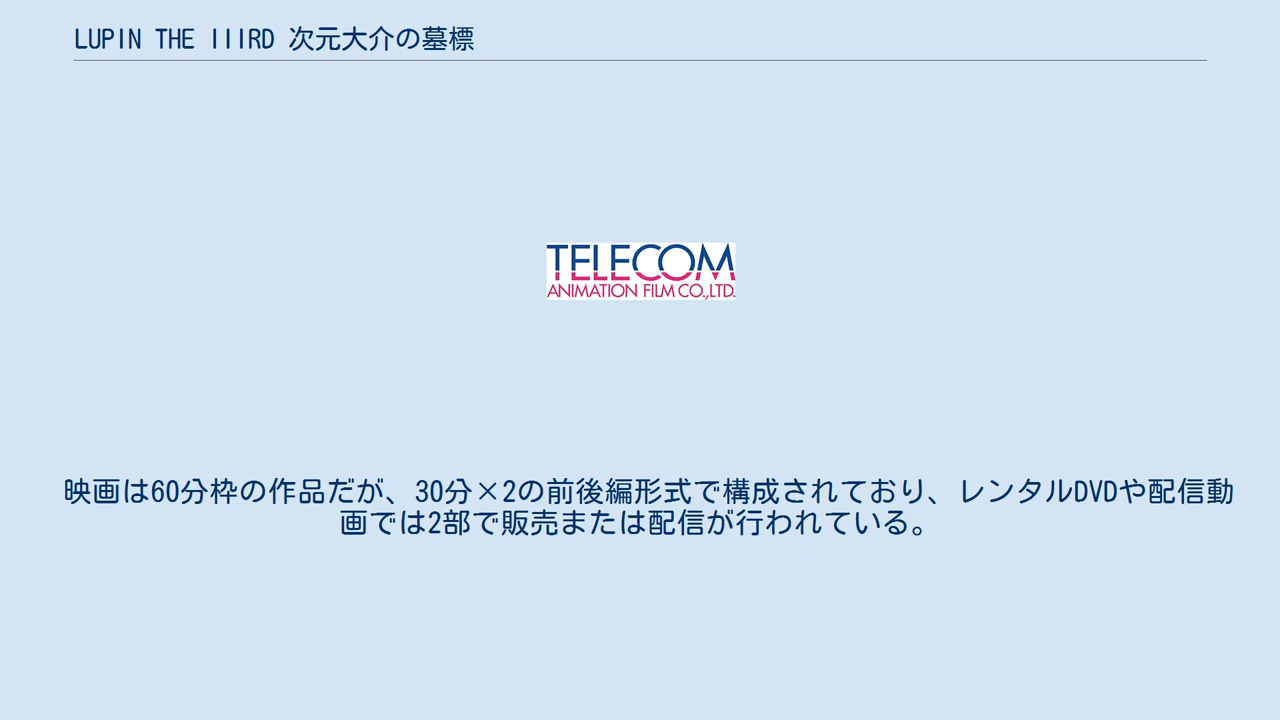 LUPIN THE IIIRD 次元大介の墓標
TELECOM
ANIMATION FILM CO.,LTD.
映画は60分枠の作品だが、30分×2の前後編形式で構成されており、レンタルDVDや配信動
画では2部で販売または配信が行われている。